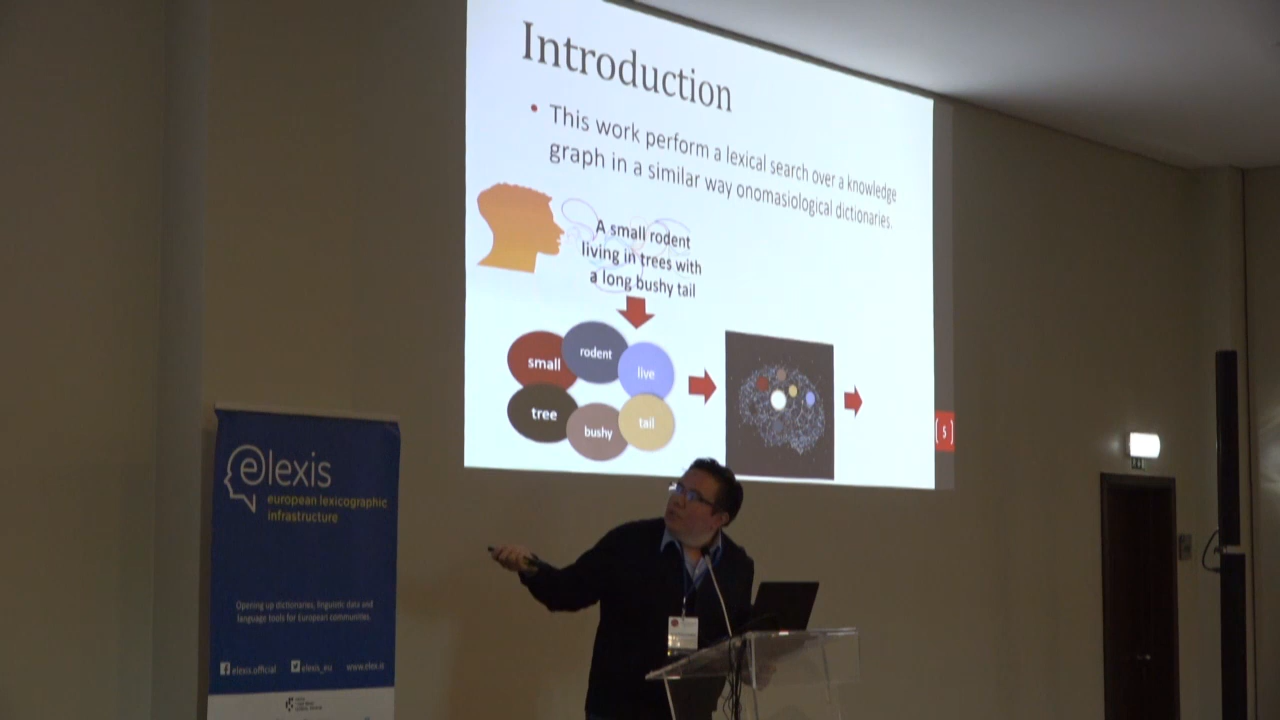 Introduction
• This work perform a lexical search over a knowledge
graph in a similar way onomasiological dictionaries.
A small rodent
living in trees with
a long bushy tail
small
rodent
live
tree
bushy
tail
5
elexis
european lexicographic
infrastructure
Opening up dictionaries, linguistic data and
language tools for European communities.
elexis.official
elexis_eu
www.elex.is